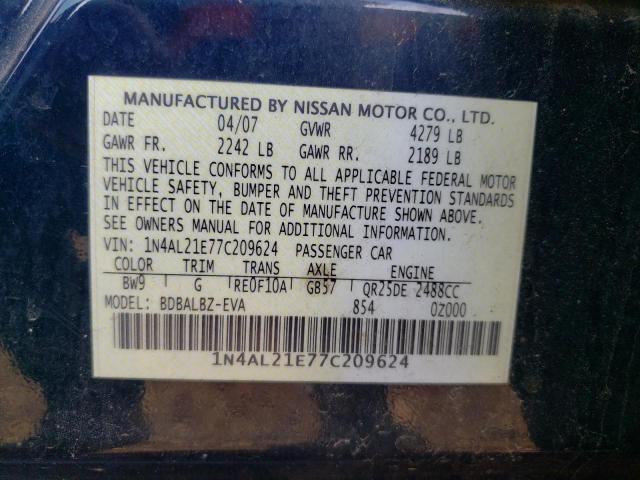 MANUFACTURED BY NISSAN MOTOR CO., LTD.
DATE 04/07 GVWR 4279 LB
GAWR FR. 2242 LB GAWR RR. 2189 LB
THIS VEHICLE CONFORMS TO ALL APPLICABLE FEDERAL MOTOR
VEHICLE SAFETY, BUMPER AND THEFT PREVENTION STANDARDS
IN EFFECT ON THE DATE OF MANUFACTURE SHOWN ABOVE.
SEE OWNERS MANUAL FOR ADDITIONAL INFORMATION.
VIN: 1N4AL21E77C209624 PASSENGER CAR
COLOR TRIM TRANS AXLE ENGINE
BW9 G RE0F10A GB57 QR25DE 2488CC
MODEL: BDBALBZ-EVA 854 0Z000
1N4AL21E77C209624